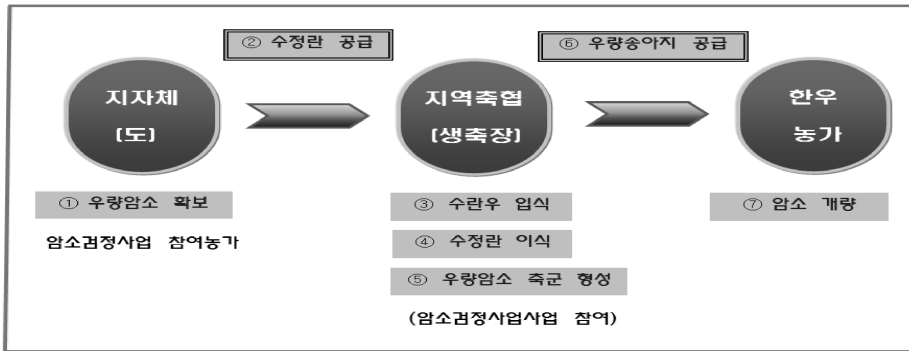 ② 수정란 공급
⑥ 우량송아지 공급
지자체
(도)
지역축협
(생축장)
한우
농가
① 우량암소 확보
암소검정사업 참여농가
③ 수란우 입식
④ 수정란 이식
⑤ 우량암소 축군 형성
(암소검정사업사업 참여)
⑦ 암소 개량